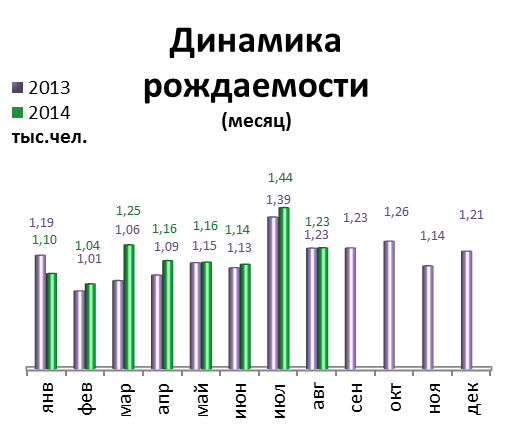 Динамика
рождаемости
(месяц)
2013
2014
тыс.чел.
1,19
1,10
1,04
1,01
1,25
1,06
1,16
1,09
1,16
1,15
1,14
1,13
1,44
1,39
1,23
1,23
1,23
1,26
1,14
1,21
янв
фев
мар
апр
май
июн
июл
авг
сен
окт
ноя
дек